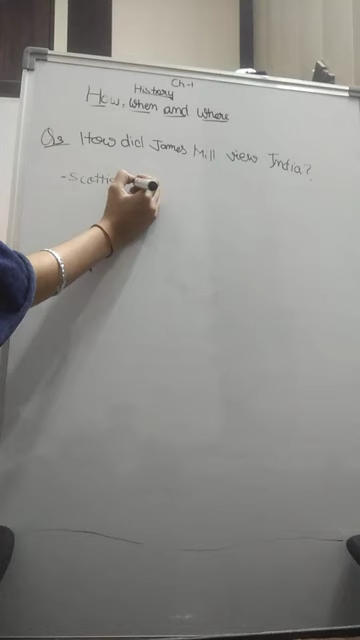 Ch-1
History
How, When and Where
Qs How did James Mill view India?
-Scotti